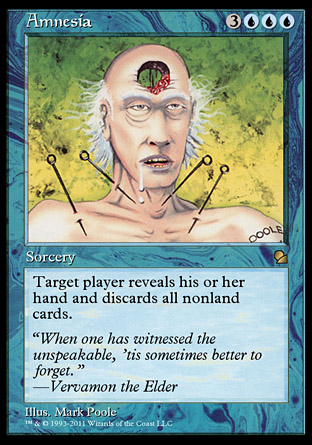 Amnesia 3
POOLE
Sorcery
Target player reveals his or her
hand and discards all nonland
cards.
“When one has witnessed the
unspeakable, ’tis sometimes better to
forget.”
—Vervamon the Elder
Illus. Mark Poole
™ & © 1993-2011 Wizards of the Coast LLC